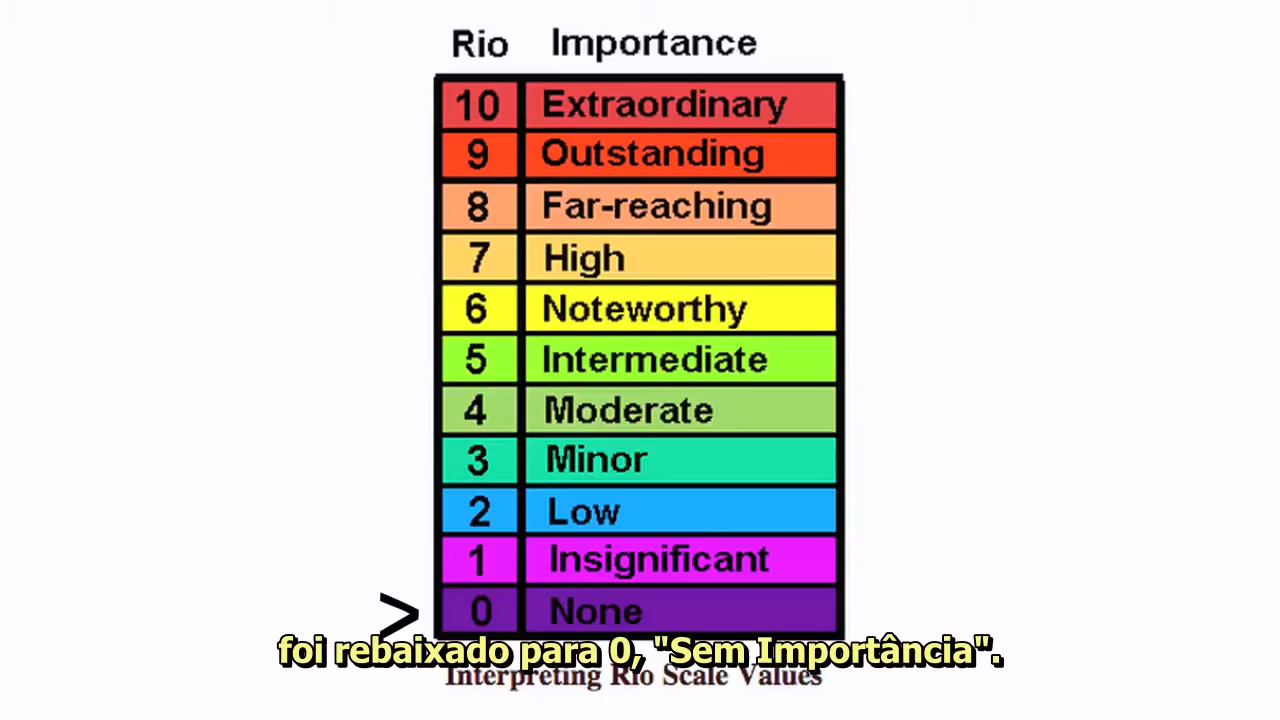 Rio Importance
10 Extraordinary
9 Outstanding
8 Far-reaching
7 High
6 Noteworthy
5 Intermediate
4 Moderate
3 Minor
2 Low
1 Insignificant
> 0 None
foi rebaixado para 0, "Sem Importância".
Interpreting Rio Scale Values